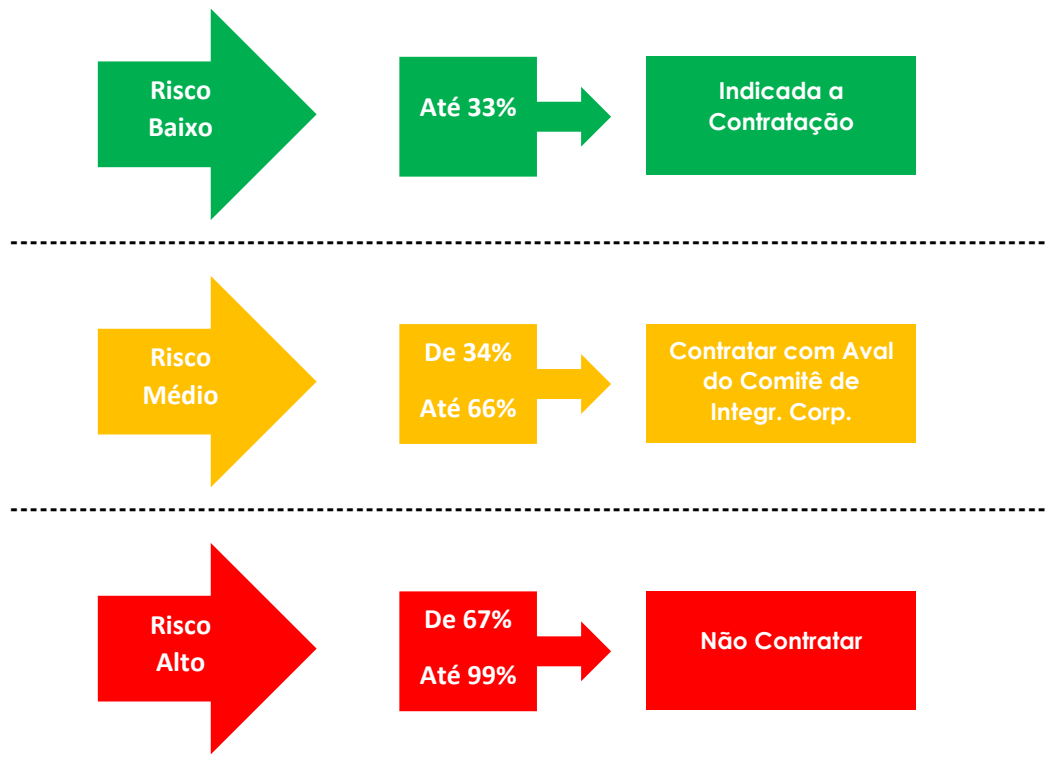 Risco
Baixo
Até 33%
Indicada a
Contratação
Risco
Médio
De 34%
Até 66%
Contratar com Aval
do Comitê de
Integr. Corp.
Risco
Alto
De 67%
Até 99%
Não Contratar